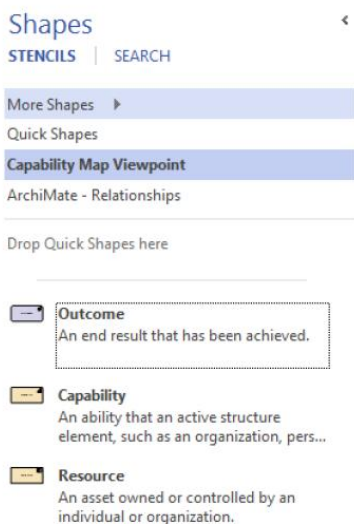 Shapes
STENCILS | SEARCH
More Shapes
Quick Shapes
Capability Map Viewpoint
ArchiMate - Relationships
Drop Quick Shapes here
Outcome
An end result that has been achieved.
Capability
An ability that an active structure
element, such as an organization, pers...
Resource
An asset owned or controlled by an
individual or organization.